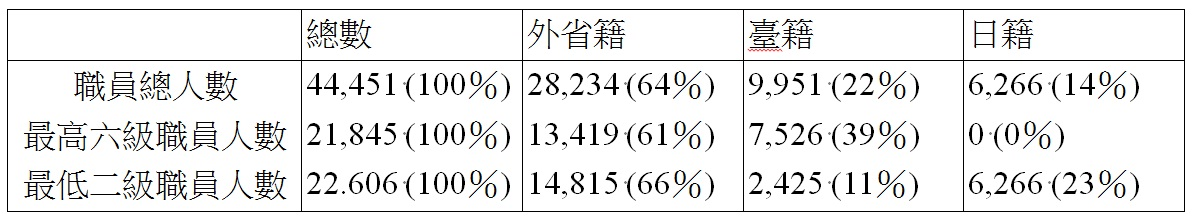 總數 外省籍 臺籍 日籍
職員總人數 44,451 (100%) 28,234 (64%) 9,951 (22%) 6,266 (14%)
最高六級職員人數 21,845 (100%) 13,419 (61%) 7,526 (39%) 0 (0%)
最低二級職員人數 22.606 (100%) 14,815 (66%) 2,425 (11%) 6,266 (23%)